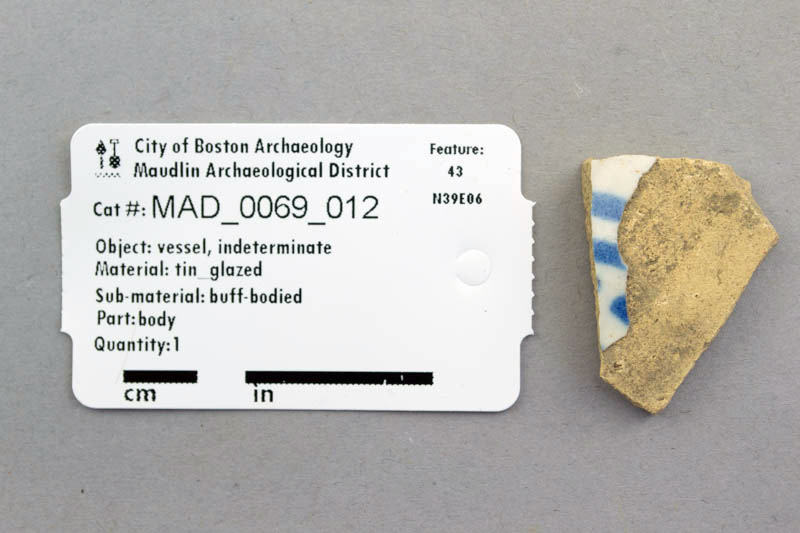 City of Boston Archaeology
Maudlin Archaeological District
Cat #: MAD_0069_012
Object: vessel, indeterminate
Material: tin_glazed
Sub-material: buff-bodied
Part: body
Quantity: 1
cm
in
Feature:
43
N39E06